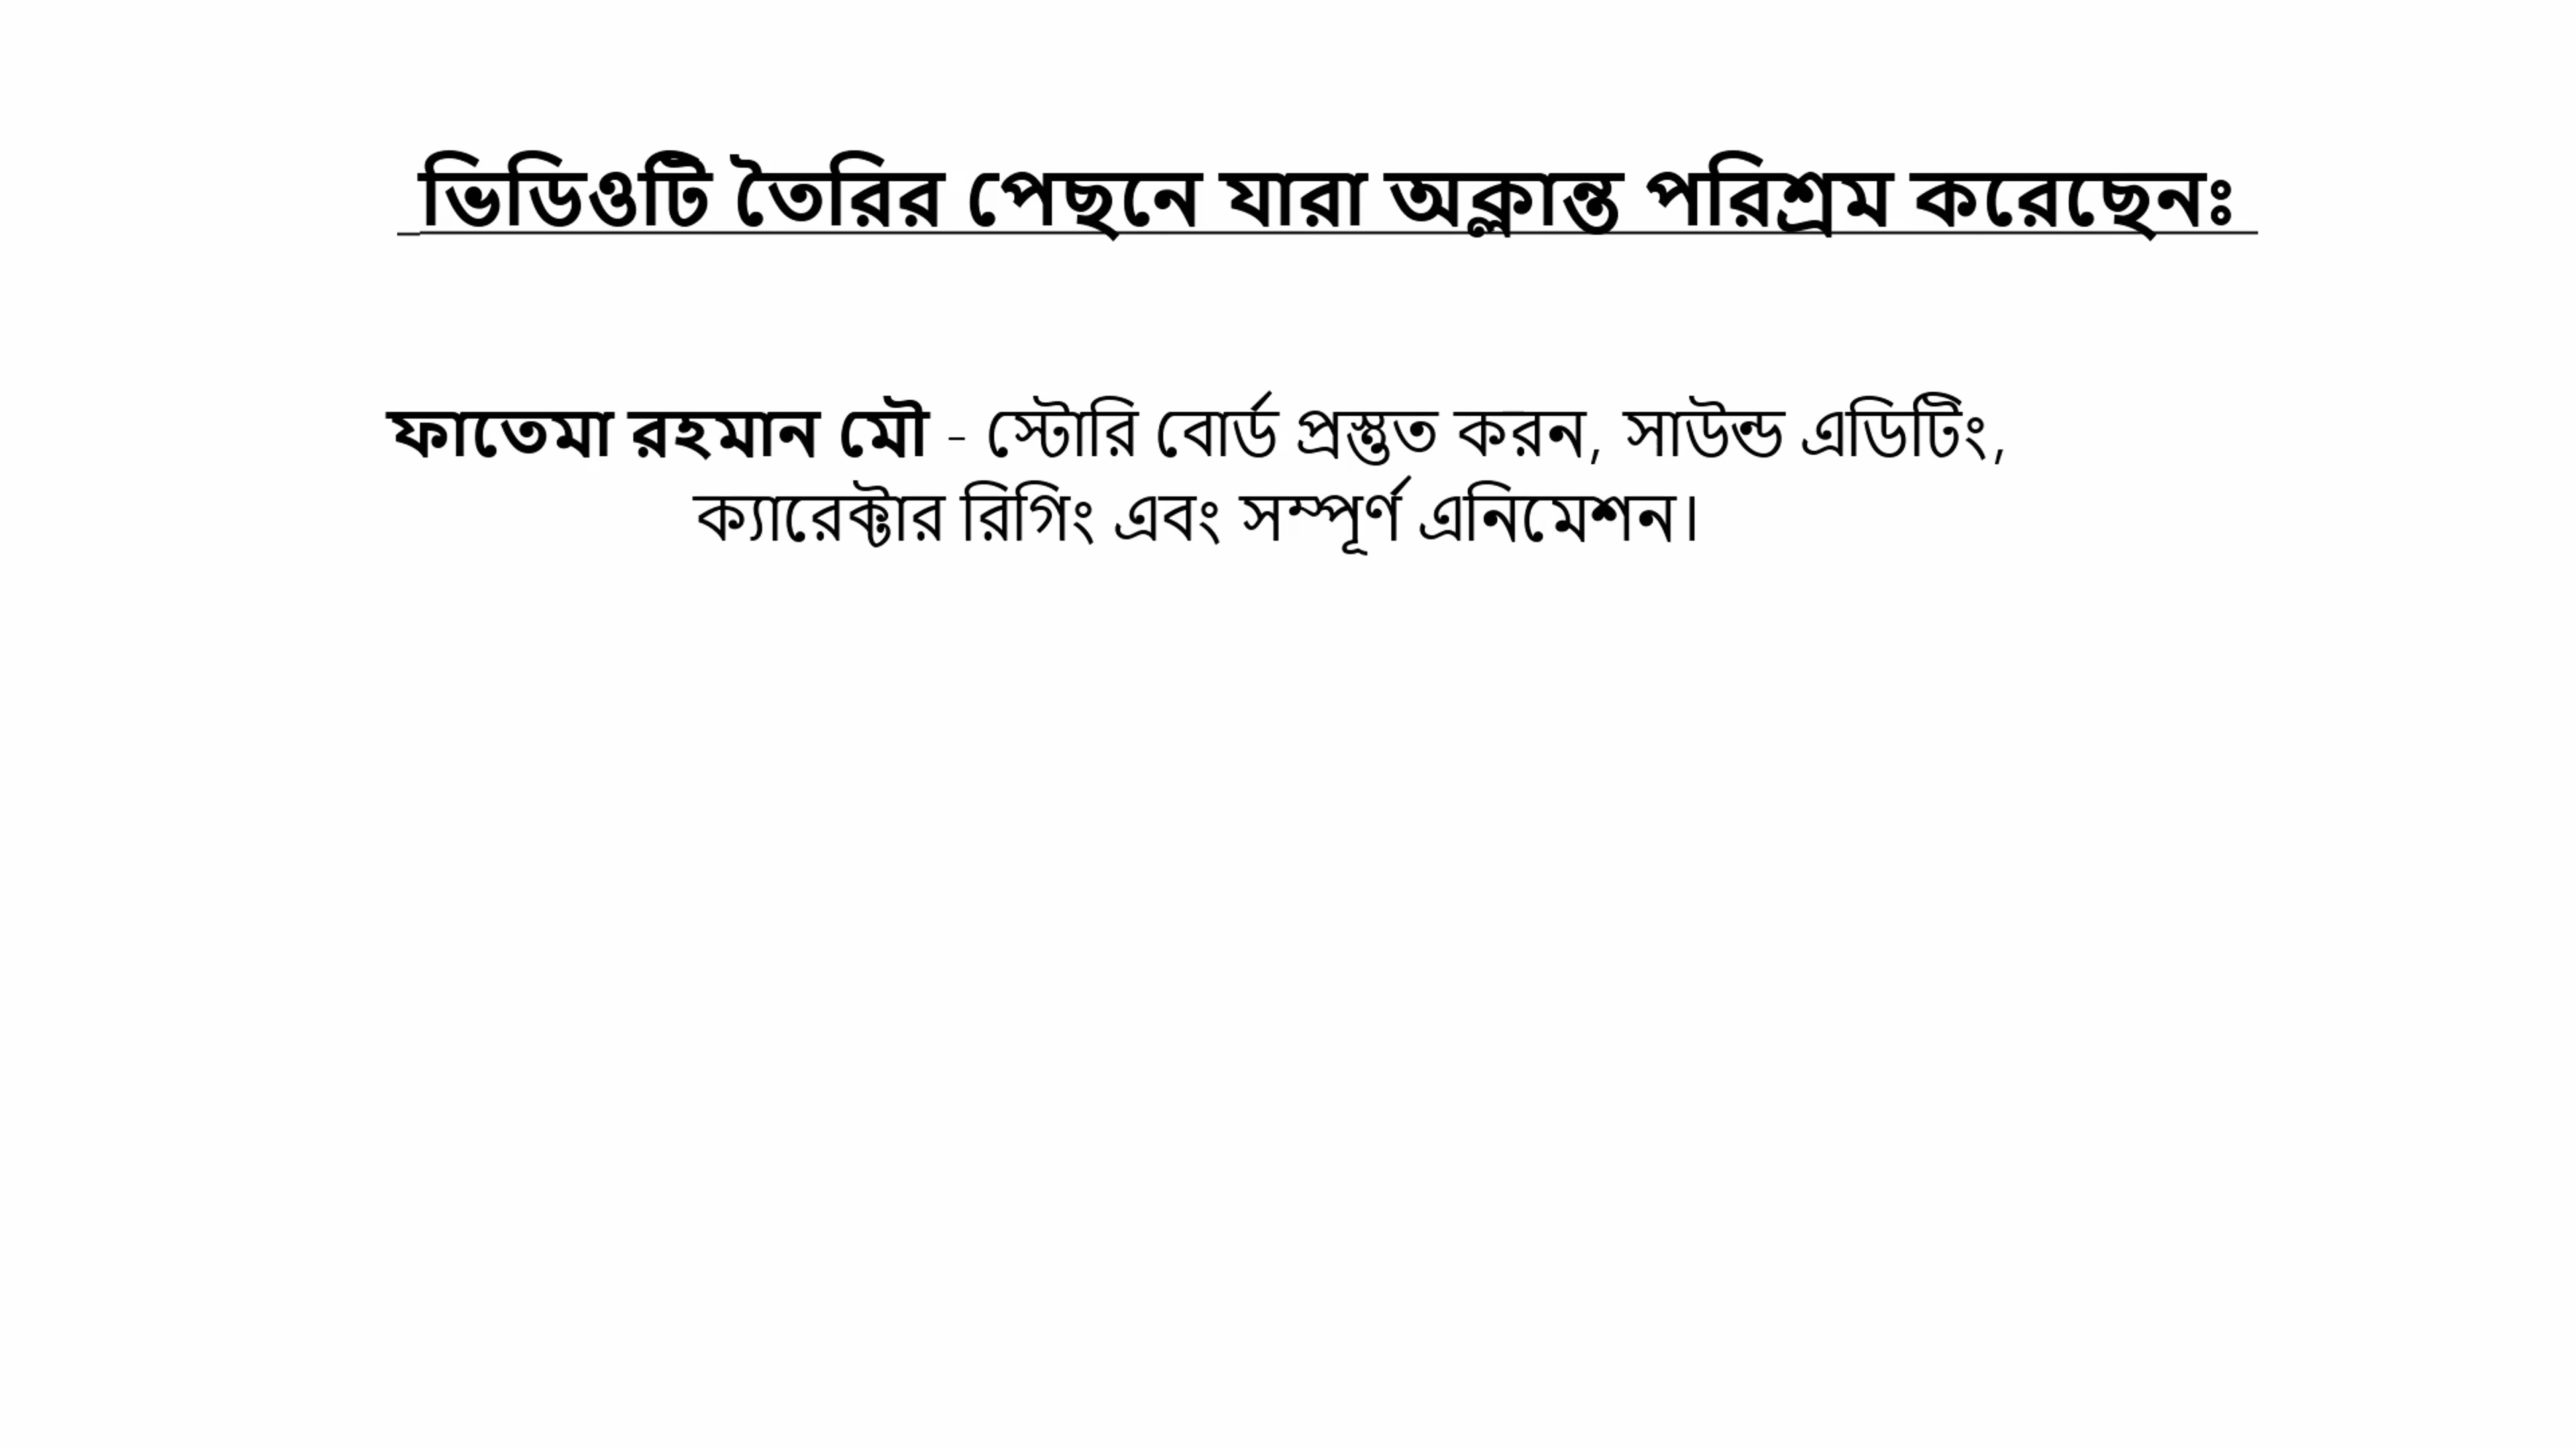 ভিডিওটি তৈরির পেছনে যারা অক্লান্ত পরিশ্রম করেছেনঃ
ফাতেমা রহমান মৌ - স্টোরি বোর্ড প্রস্তুত করন, সাউন্ড এডিটিং,
ক্যারেক্টার রিগিং এবং সম্পূর্ণ এনিমেশন।